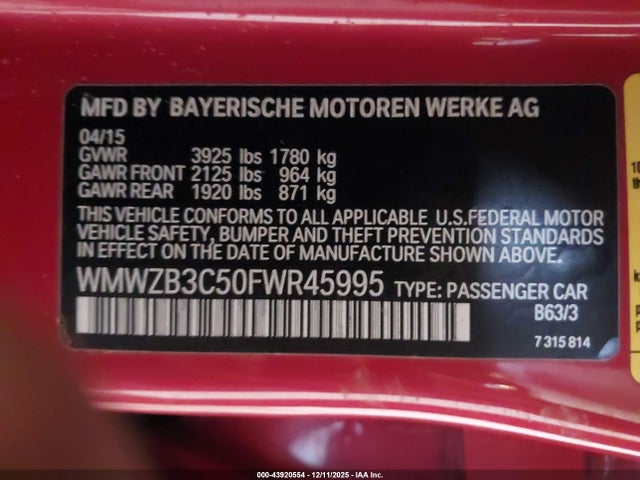 MFD BY BAYERISCHE MOTOREN WERKE AG
04/15
GVWR 3925 lbs 1780 kg
GAWR FRONT 2125 lbs 964 kg
GAWR REAR 1920 lbs 871 kg
THIS VEHICLE CONFORMS TO ALL APPLICABLE U.S.FEDERAL MOTOR
VEHICLE SAFETY, BUMPER AND THEFT PREVENTION STANDARDS
IN EFFECT ON THE DATE OF MANUFACTURE SHOWN ABOVE.
WMWZB3C50FWR45995 TYPE: PASSENGER CAR
B63/3
7 315 814
000-43920554 - 12/11/2025 - IAA Inc.